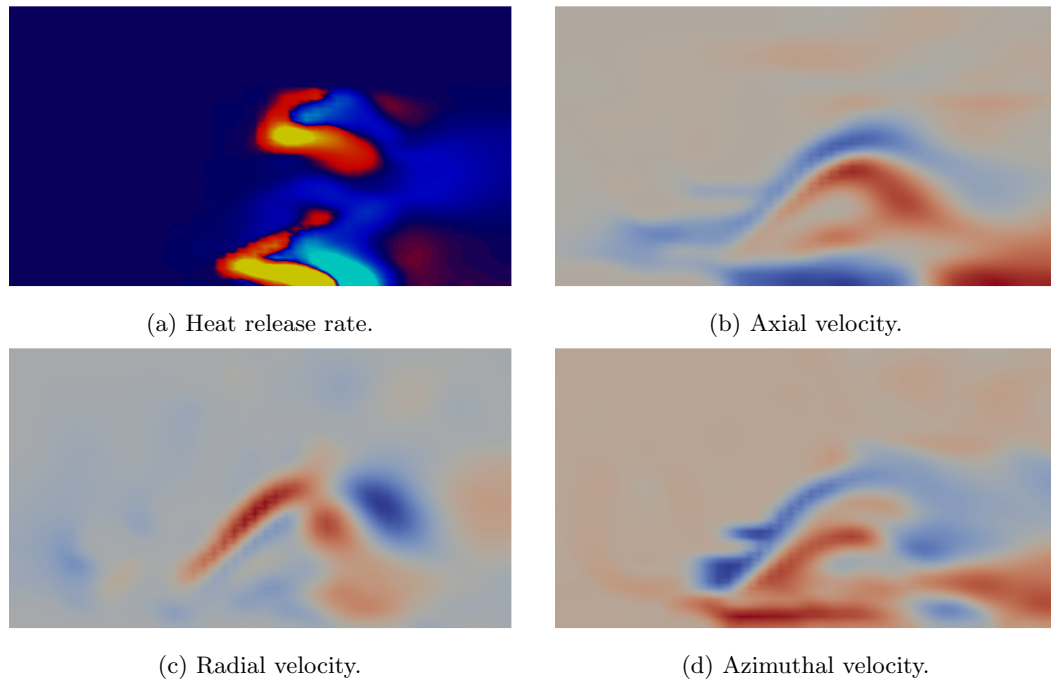 (a) Heat release rate.
(b) Axial velocity.
(c) Radial velocity.
(d) Azimuthal velocity.